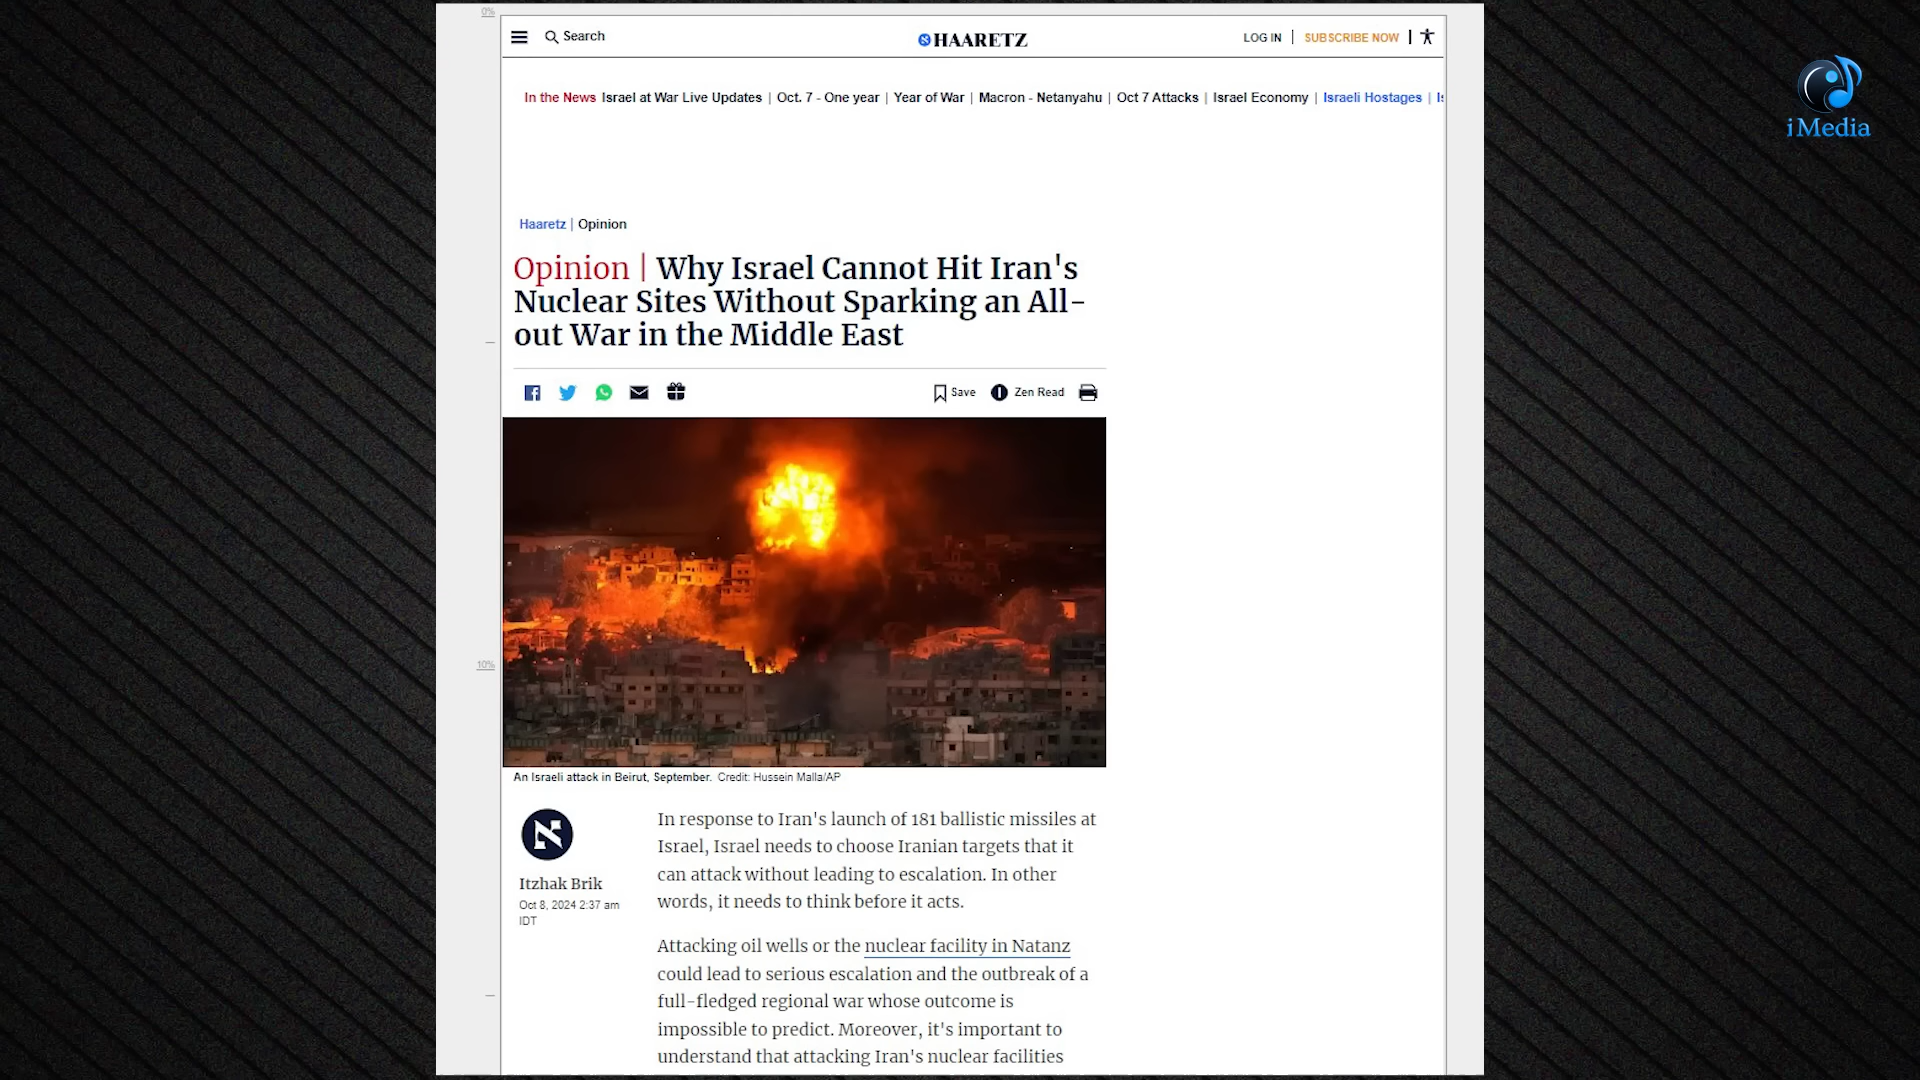 0%
Search
HAARETZ
LOG IN | SUBSCRIBE NOW |
iMedia
In the News Israel at War Live Updates | Oct. 7 - One year | Year of War | Macron - Netanyahu | Oct 7 Attacks | Israel Economy | Israeli Hostages |
Haaretz | Opinion
Opinion | Why Israel Cannot Hit Iran's
Nuclear Sites Without Sparking an All-
out War in the Middle East
Save
Zen Read
10%
An Israeli attack in Beirut, September. Credit: Hussein Malla/AP
Itzhak Brik
Oct 8, 2024 2:37 am
IDT
In response to Iran's launch of 181 ballistic missiles at
Israel, Israel needs to choose Iranian targets that it
can attack without leading to escalation. In other
words, it needs to think before it acts.
Attacking oil wells or the nuclear facility in Natanz
could lead to serious escalation and the outbreak of a
full-fledged regional war whose outcome is
impossible to predict. Moreover, it's important to
understand that attacking Iran's nuclear facilities